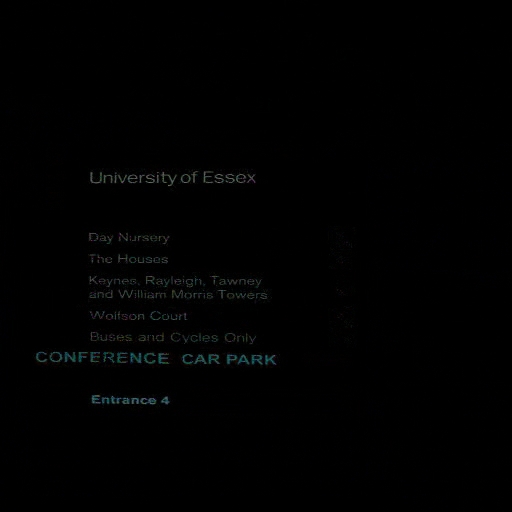 University of Essex
Day Nursery
The Houses
Keynes, Rayleigh, Tawney
and William Morris Towers
Wolfson Court
Buses and Cycles Only
CONFERENCE CAR PARK
Entrance 4